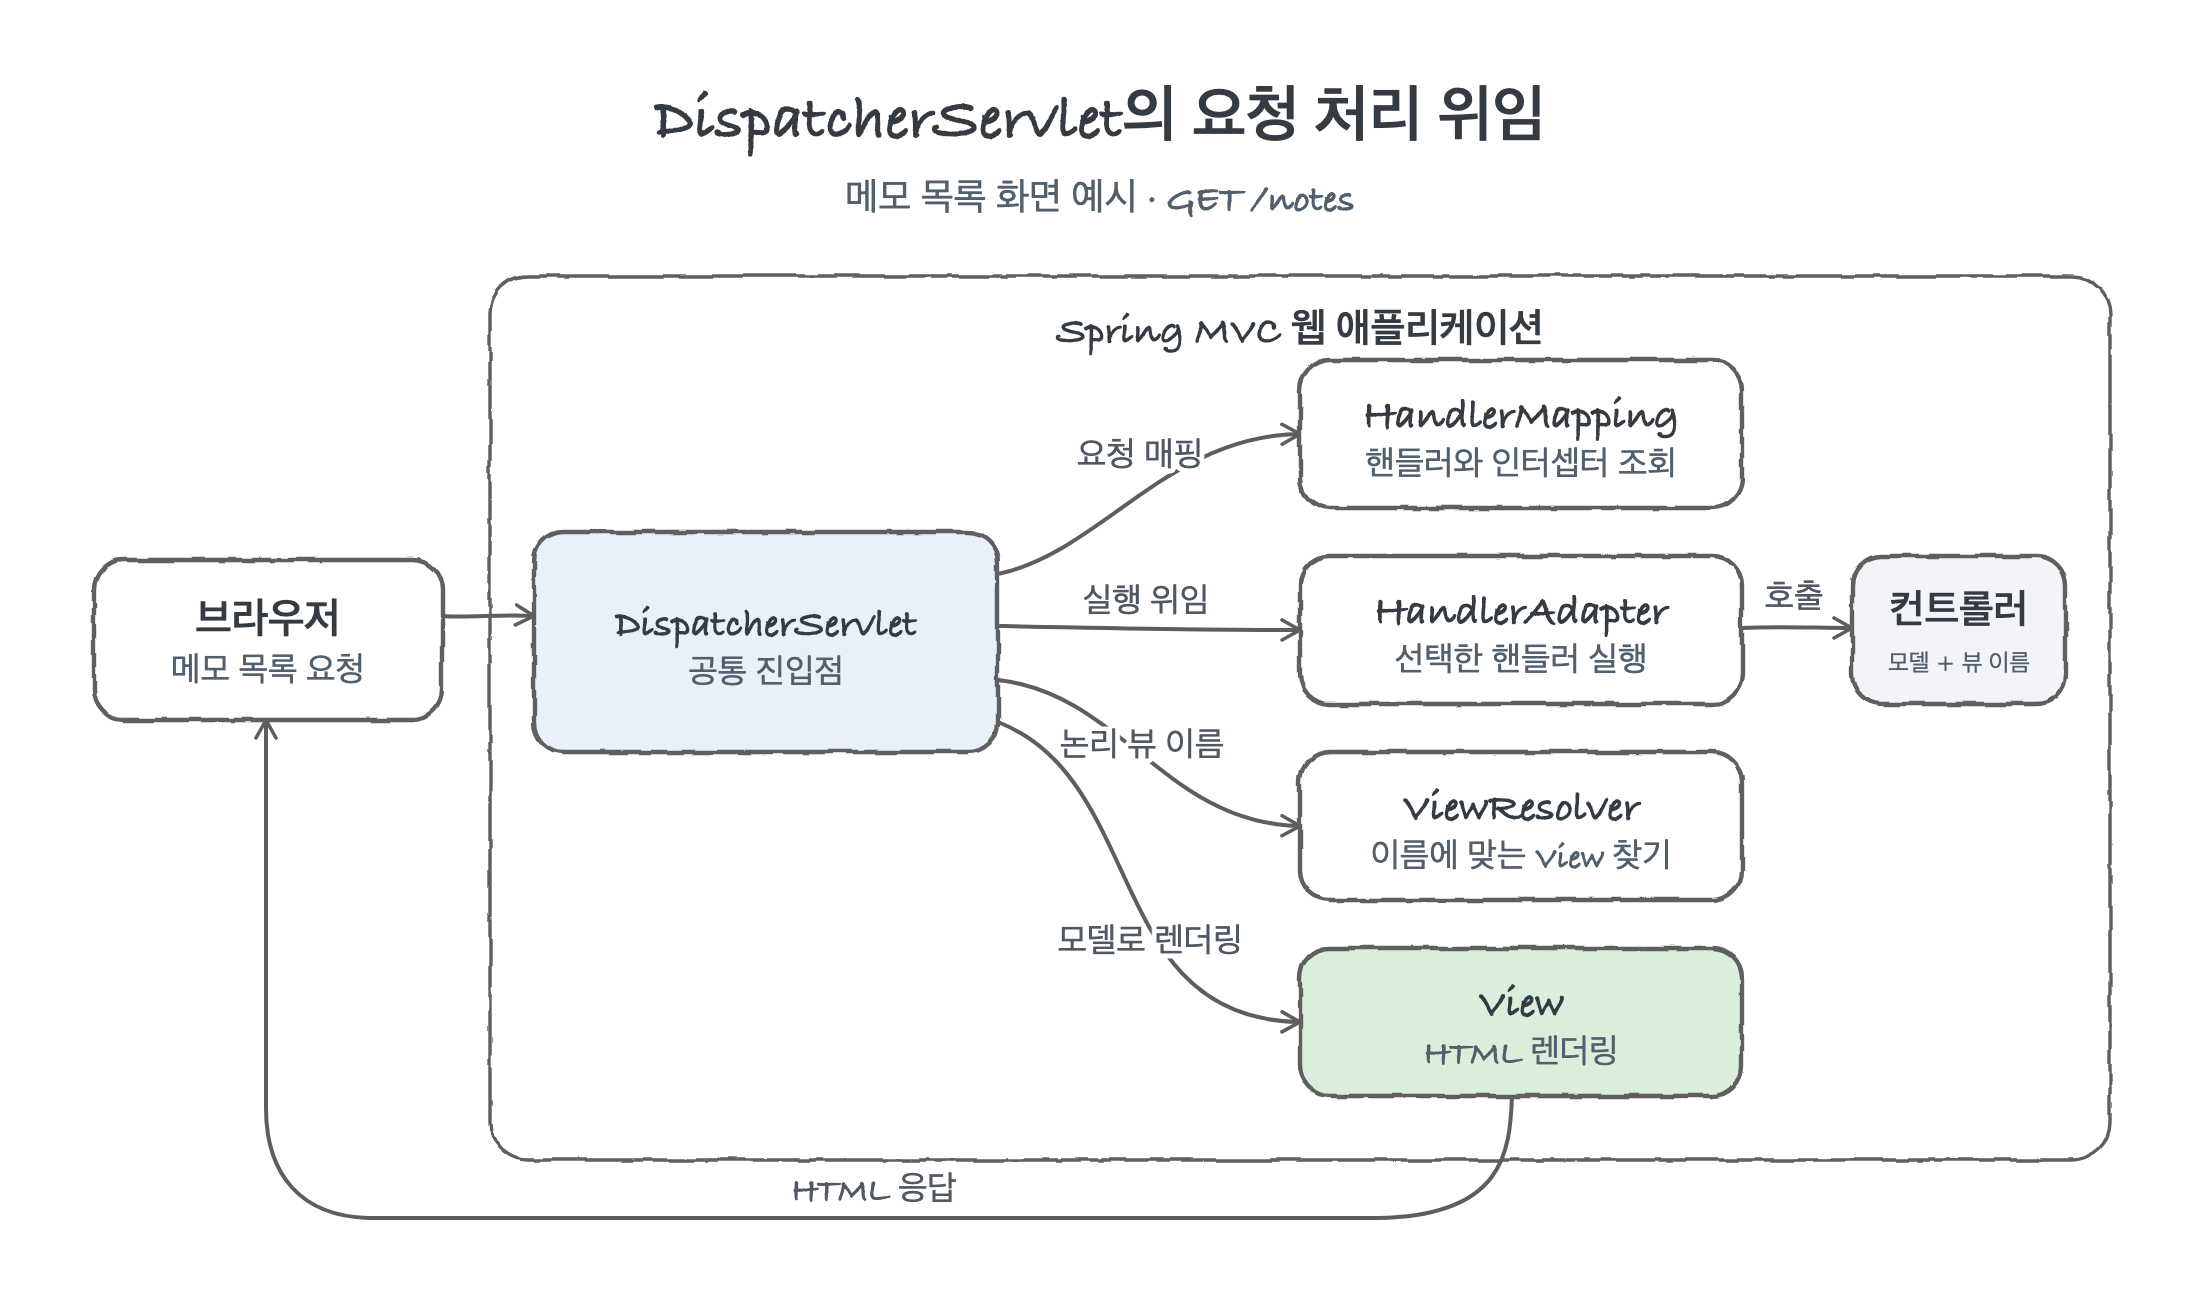 DispatcherServlet의 요청 처리 위임
메모 목록 화면 예시 · GET /notes
Spring MVC 웹 애플리케이션
요청 매핑
HandlerMapping
핸들러와 인터셉터 조회
브라우저
메모 목록 요청
DispatcherServlet
공통 진입점
실행 위임
HandlerAdapter
선택한 핸들러 실행
호출
컨트롤러
모델 + 뷰 이름
논리 뷰 이름
ViewResolver
이름에 맞는 View 찾기
모델로 렌더링
View
HTML 렌더링
HTML 응답